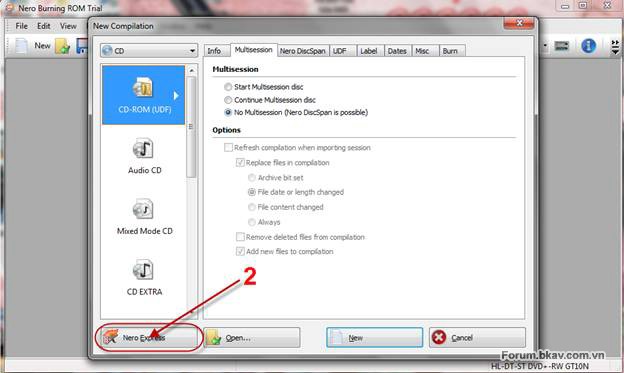 Nero Burning ROM Trial
File Edit View
New
New Compilation
CD
Info Multisession Nero DiscSpan UDF Label Dates Misc Burn
CD-ROM (UDF)
Audio CD
Mixed Mode CD
CD EXTRA
Multisession
Start Multisession disc
Continue Multisession disc
No Multisession (Nero DiscSpan is possible)
Options
Refresh compilation when importing session
Replace files in compilation
Archive bit set
File date or length changed
File content changed
Always
Remove deleted files from compilation
Add new files to compilation
2
Nero Express
Open...
New
Cancel
Forum.bkav.com.vn
HL-DT-ST DVD+-RW GT10N